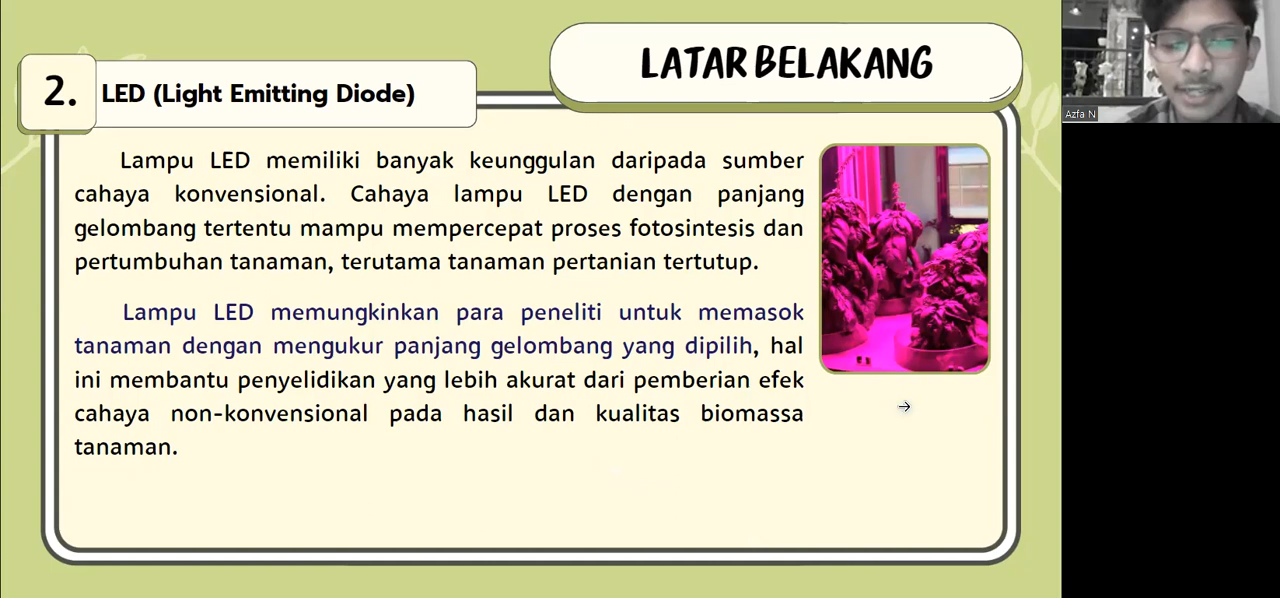 LATAR BELAKANG
2.
LED (Light Emitting Diode)
Lampu LED memiliki banyak keunggulan daripada sumber
cahaya konvensional. Cahaya lampu LED dengan panjang
gelombang tertentu mampu mempercepat proses fotosintesis dan
pertumbuhan tanaman, terutama tanaman pertanian tertutup.
Lampu LED memungkinkan para peneliti untuk memasok
tanaman dengan mengukur panjang gelombang yang dipilih, hal
ini membantu penyelidikan yang lebih akurat dari pemberian efek
cahaya non-konvensional pada hasil dan kualitas biomassa
tanaman.
Azfa N